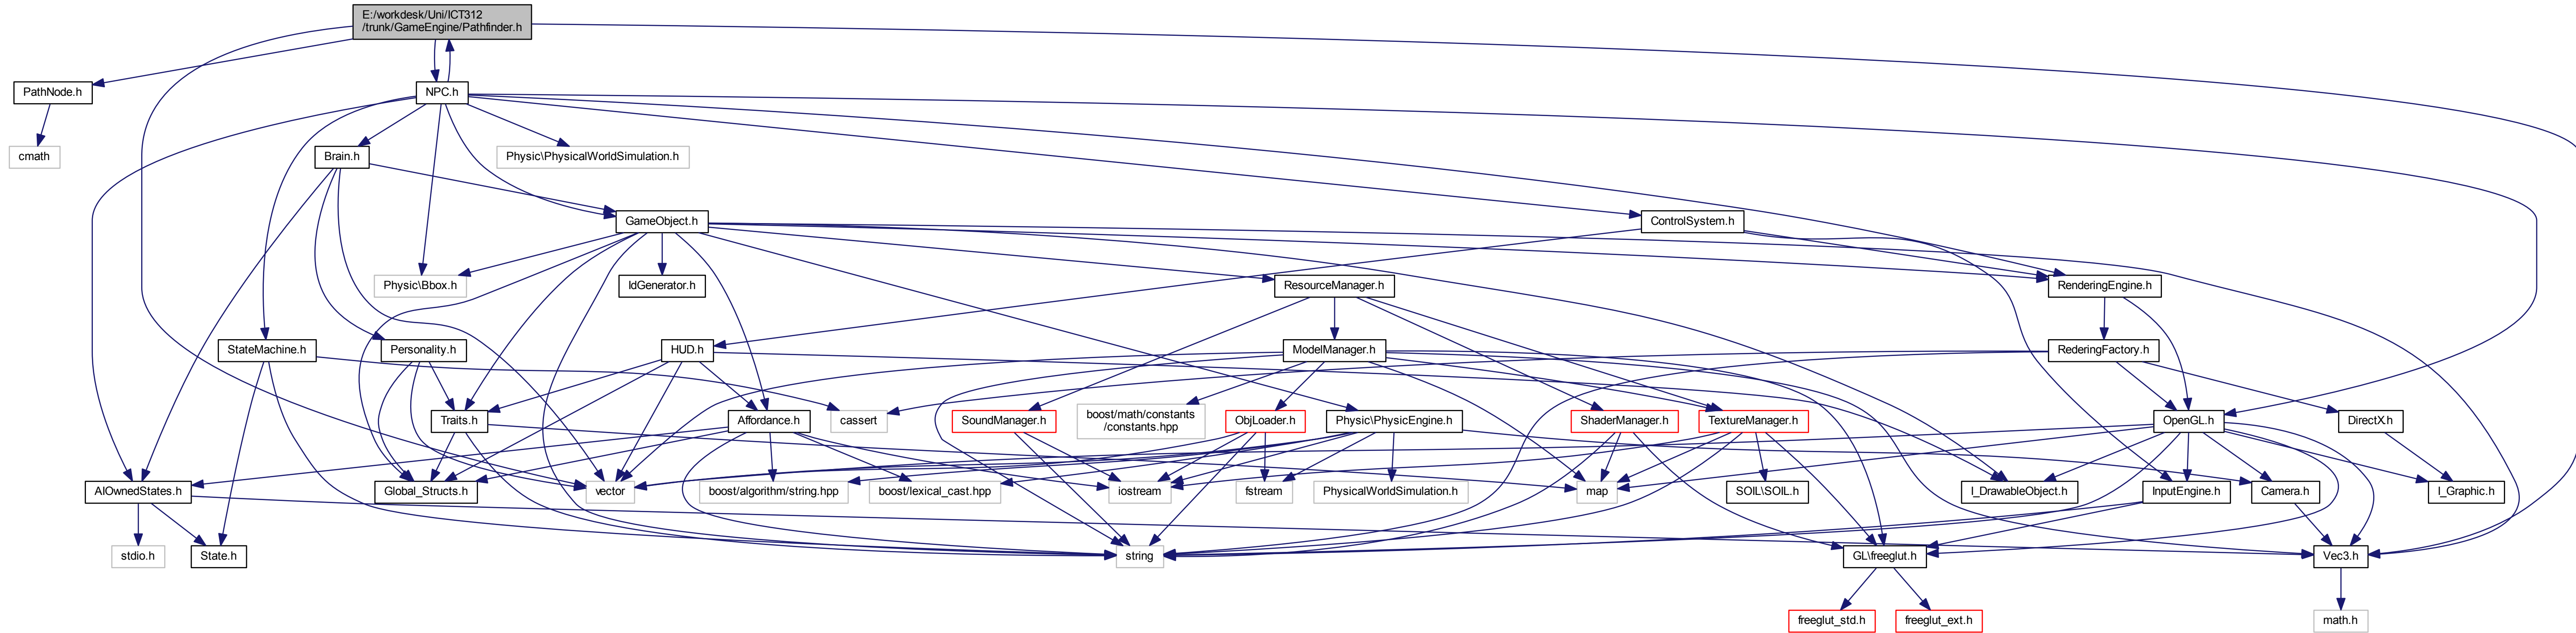 E:/workdesk/Uni/ICT312
/trunk/GameEngine/Pathfinder.h
PathNode.h
NPC.h
cmath
Brain.h
Physic\PhysicalWorldSimulation.h
GameObject.h
ControlSystem.h
Physic\Bbox.h
IdGenerator.h
ResourceManager.h
RenderingEngine.h
StateMachine.h
Personality.h
HUD.h
ModelManager.h
RederingFactory.h
Traits.h
Affordance.h
cassert
SoundManager.h
boost/math/constants
/constants.hpp
ObjLoader.h
Physic\PhysicEngine.h
ShaderManager.h
TextureManager.h
OpenGL.h
DirectX.h
AIOwnedStates.h
Global_Structs.h
vector
boost/algorithm/string.hpp
boost/lexical_cast.hpp
iostream
fstream
PhysicalWorldSimulation.h
map
SOIL\SOIL.h
I_DrawableObject.h
InputEngine.h
Camera.h
I_Graphic.h
stdio.h
State.h
string
GL\freeglut.h
Vec3.h
freeglut_std.h
freeglut_ext.h
math.h